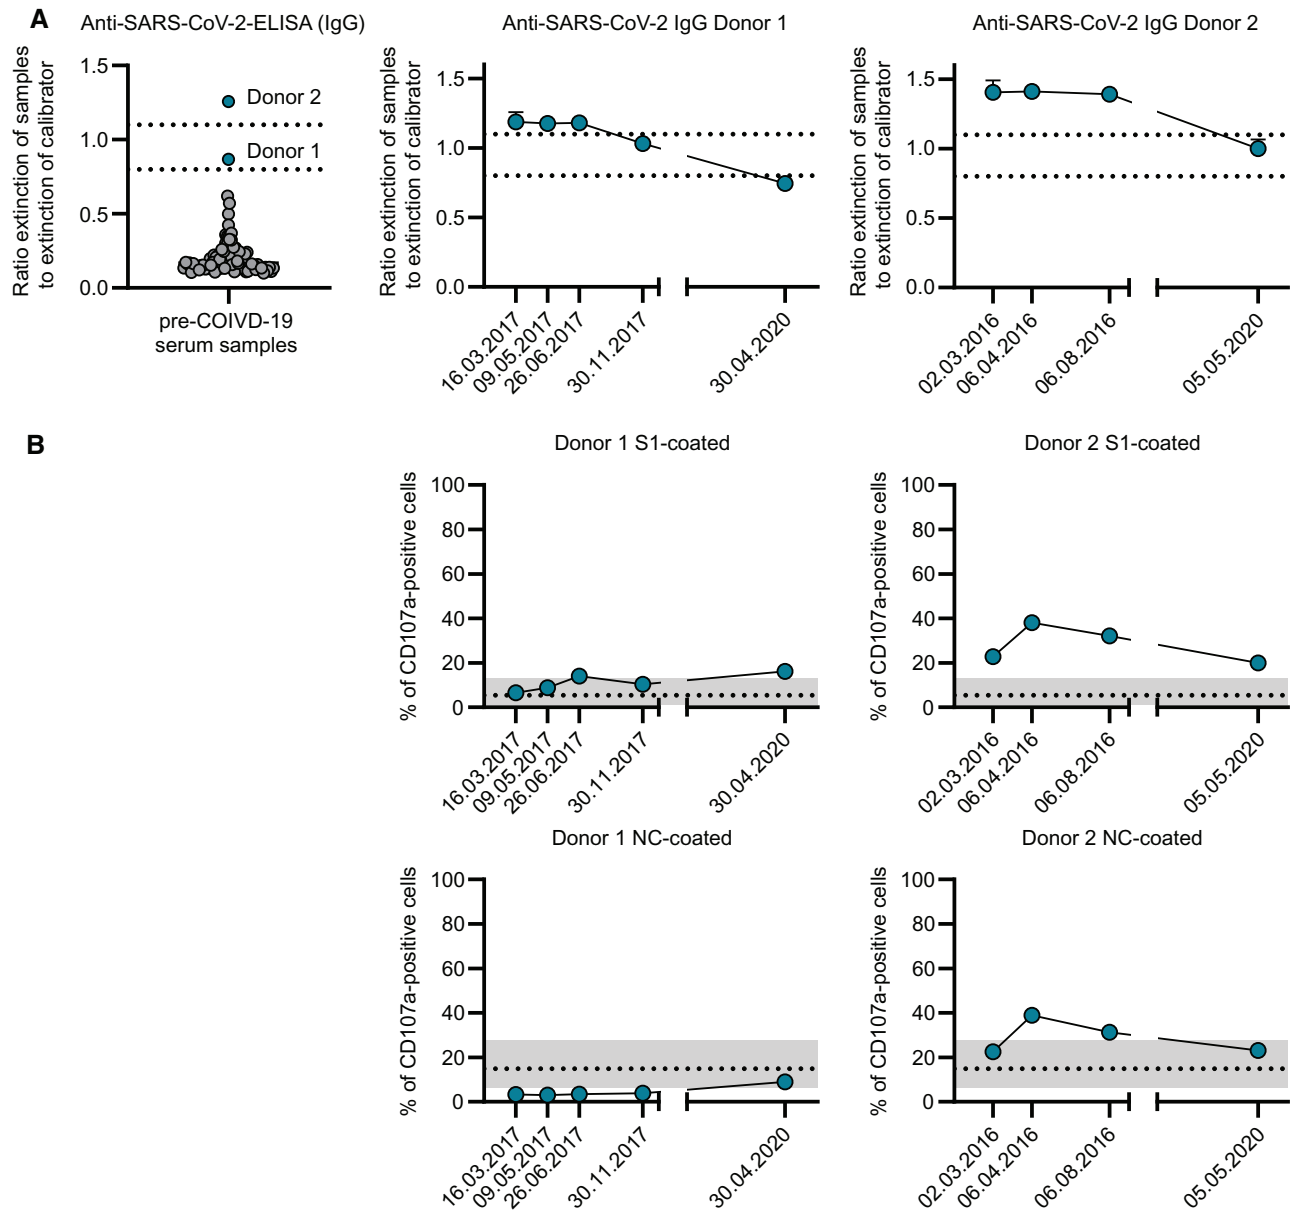 A
Anti-SARS-CoV-2-ELISA (IgG)
Ratio extinction of samples
to extinction of calibrator
1.5
1.0
0.5
0.0
Donor 2
Donor 1
pre-COIVD-19
serum samples
Anti-SARS-CoV-2 IgG Donor 1
Ratio extinction of samples
to extinction of calibrator
1.5
1.0
0.5
0.0
16.03.2017
09.05.2017
26.06.2017
30.11.2017
30.04.2020
Anti-SARS-CoV-2 IgG Donor 2
Ratio extinction of samples
to extinction of calibrator
1.5
1.0
0.5
0.0
02.03.2016
06.04.2016
06.08.2016
05.05.2020
B
Donor 1 S1-coated
% of CD107a-positive cells
100
80
60
40
20
0
16.03.2017
09.05.2017
26.06.2017
30.11.2017
30.04.2020
Donor 2 S1-coated
% of CD107a-positive cells
100
80
60
40
20
0
02.03.2016
06.04.2016
06.08.2016
05.05.2020
Donor 1 NC-coated
% of CD107a-positive cells
100
80
60
40
20
0
16.03.2017
09.05.2017
26.06.2017
30.11.2017
30.04.2020
Donor 2 NC-coated
% of CD107a-positive cells
100
80
60
40
20
0
02.03.2016
06.04.2016
06.08.2016
05.05.2020